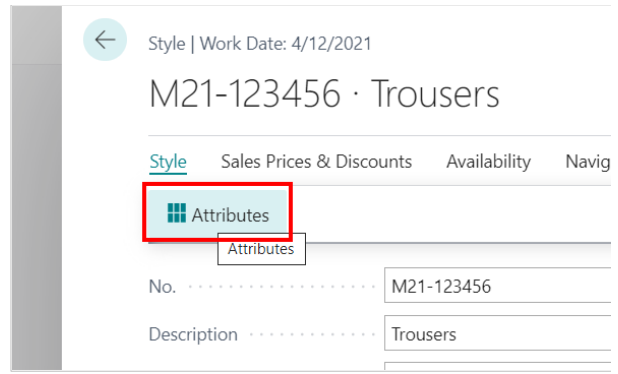 Style | Work Date: 4/12/2021
M21-123456 · Trousers
Style Sales Prices & Discounts Availability Navig
Attributes
Attributes
No. M21-123456
Description Trousers